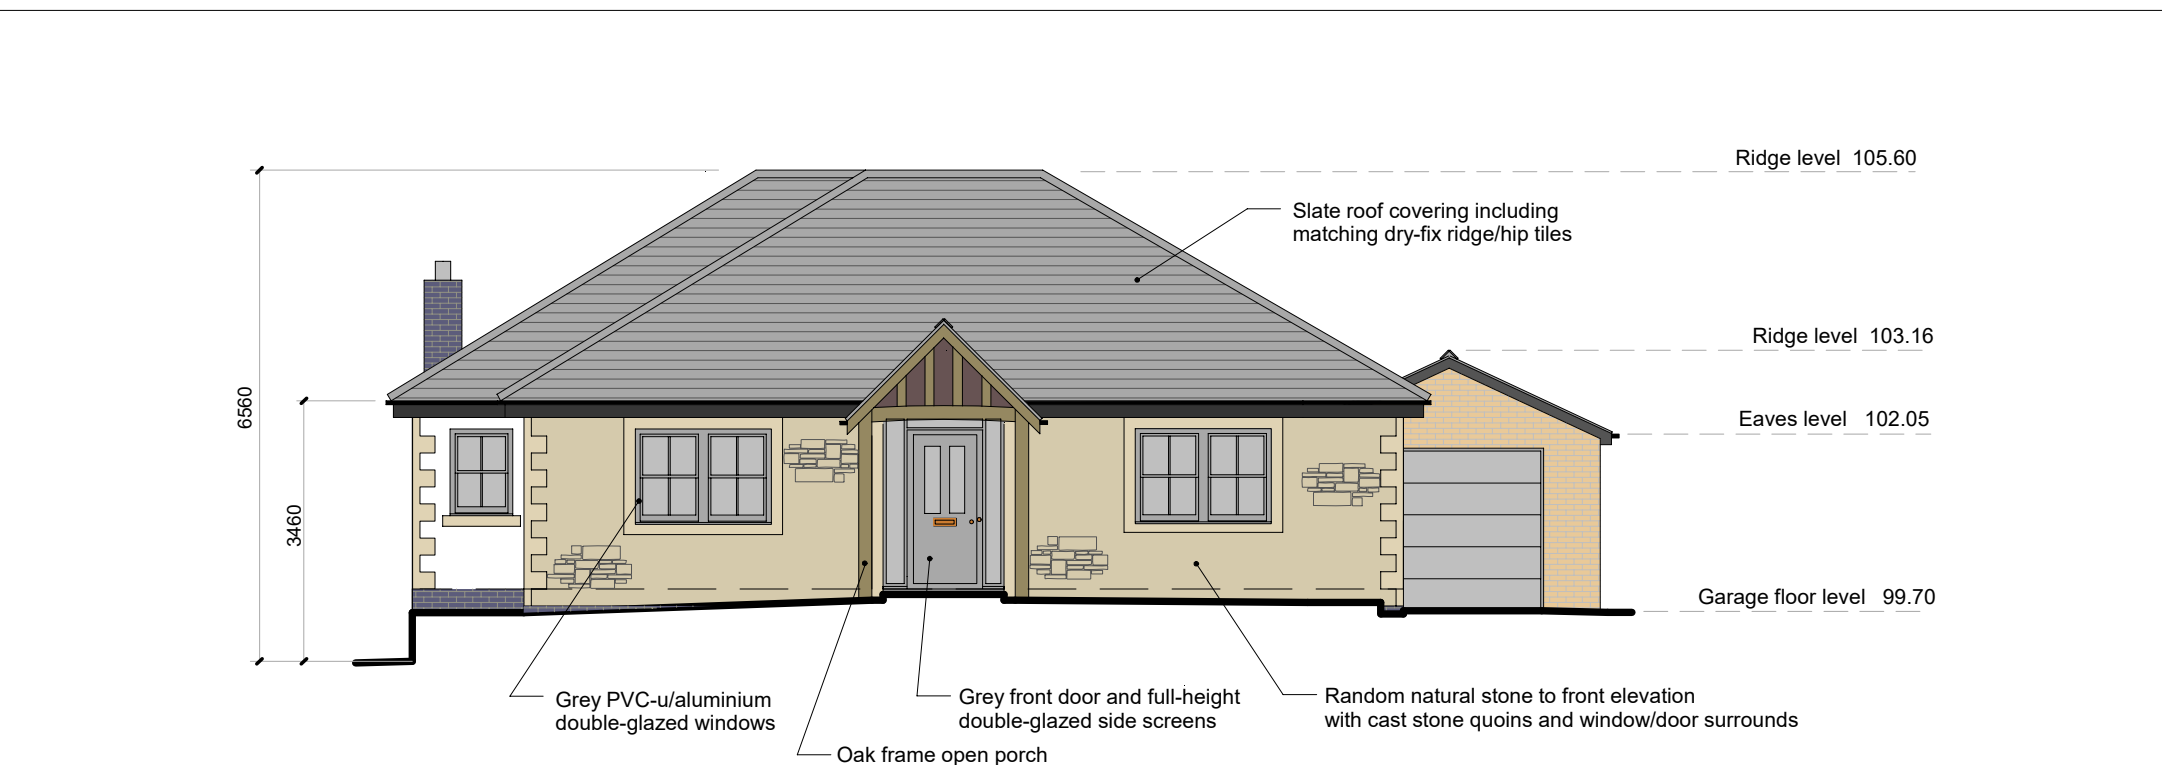 Ridge level 105.60
Slate roof covering including
matching dry-fix ridge/hip tiles
Ridge level 103.16
6560
Eaves level 102.05
3460
Garage floor level 99.70
Grey PVC-u/aluminium
double-glazed windows
Grey front door and full-height
double-glazed side screens
Random natural stone to front elevation
with cast stone quoins and window/door surrounds
Oak frame open porch